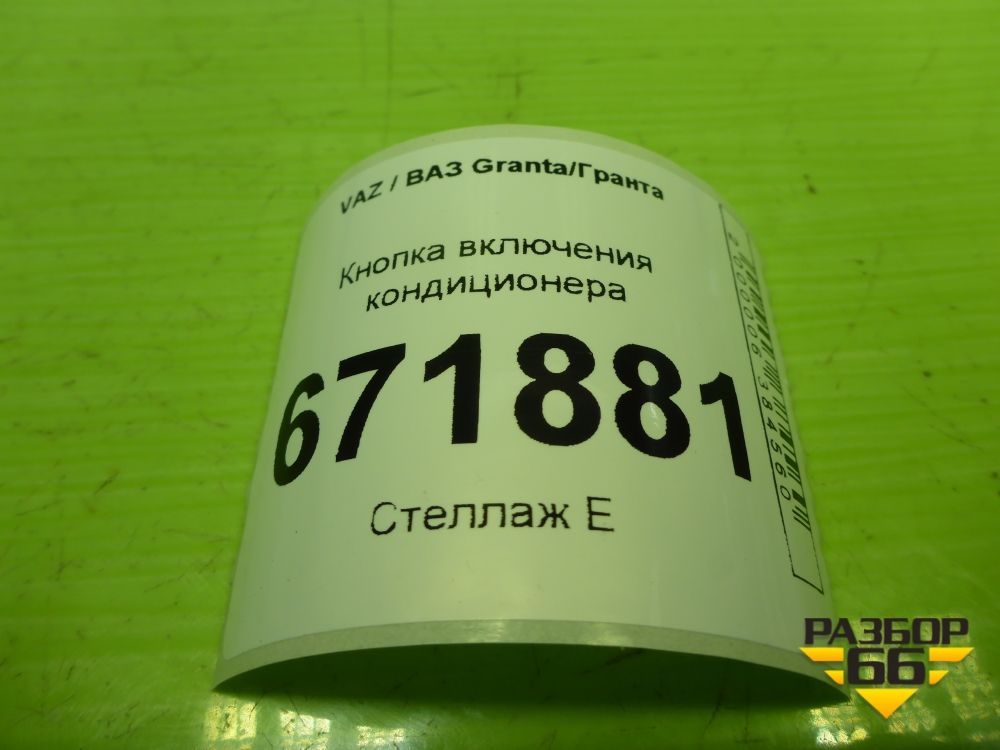 VAZ / ВАЗ Granta/Гранта
Кнопка включения
кондиционера
671881
Стеллаж Е
РАЗБОР
66